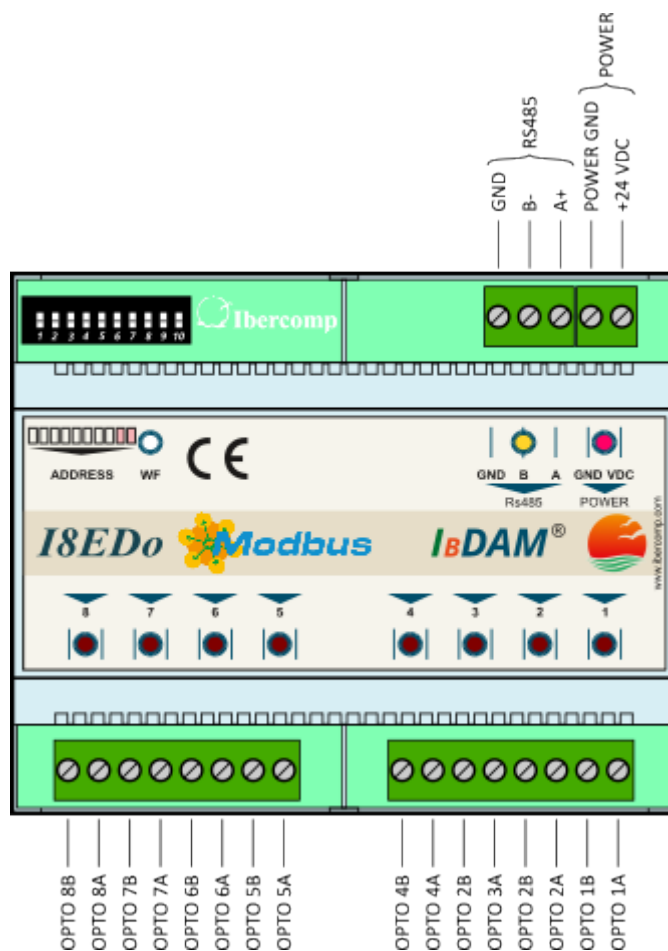 POWER
RS485
GND
B-
A+
POWER GND
+24 VDC
1 2 3 4 5 6 7 8 9 10
Ibercomp
ADDRESS WF
CE
GND B A GND VDC
Rs485 POWER
I8EDo Modbus IBDAM®
www.ibercomp.com
8 7 6 5 4 3 2 1
OPTO 8B
OPTO 8A
OPTO 7B
OPTO 7A
OPTO 6B
OPTO 6A
OPTO 5B
OPTO 5A
OPTO 4B
OPTO 4A
OPTO 2B
OPTO 3A
OPTO 2B
OPTO 2A
OPTO 1B
OPTO 1A